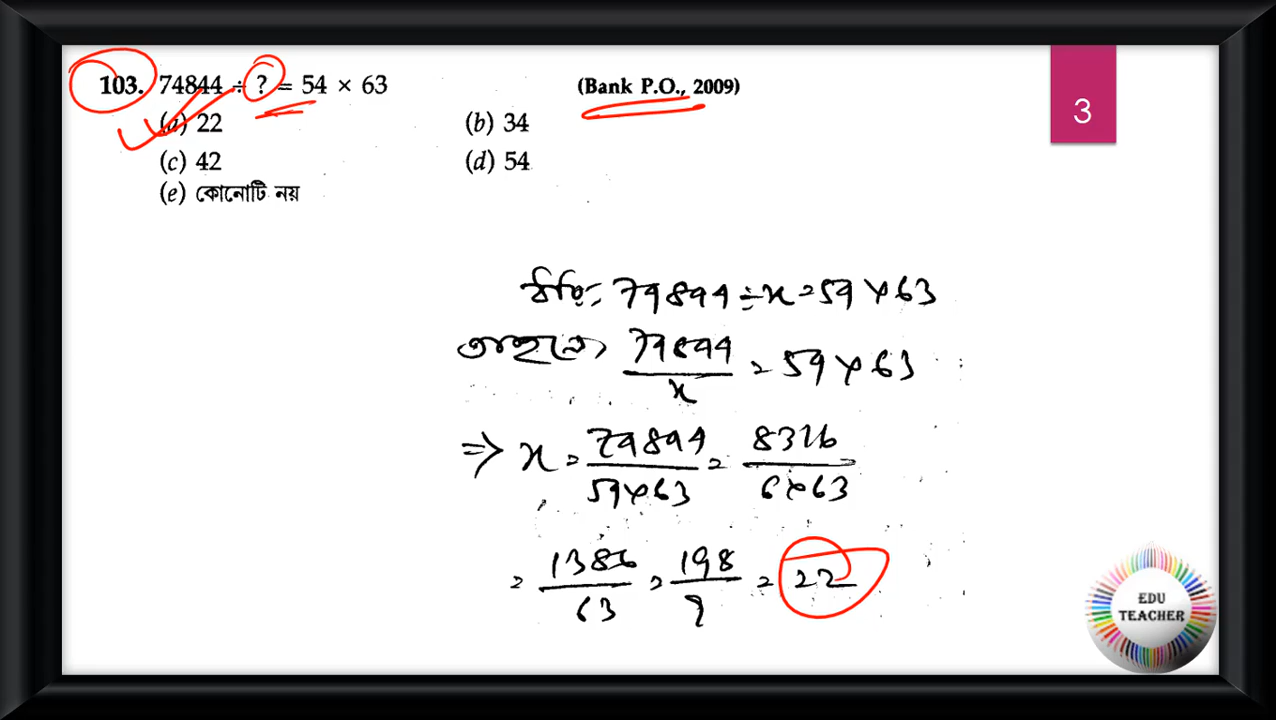 103. 74844 ÷ ? = 54 × 63 (Bank P.O., 2009)
3
(a) 22 (b) 34
(c) 42 (d) 54
(e) কোনোটি নয়
ধরি, 74844 ÷ x = 54 × 63
তাহলে, 74844/x = 54 × 63
⇒ x = 74844/54×63 = 8316/6×63
= 1386/63 = 198/9 = 22
EDU
TEACHER